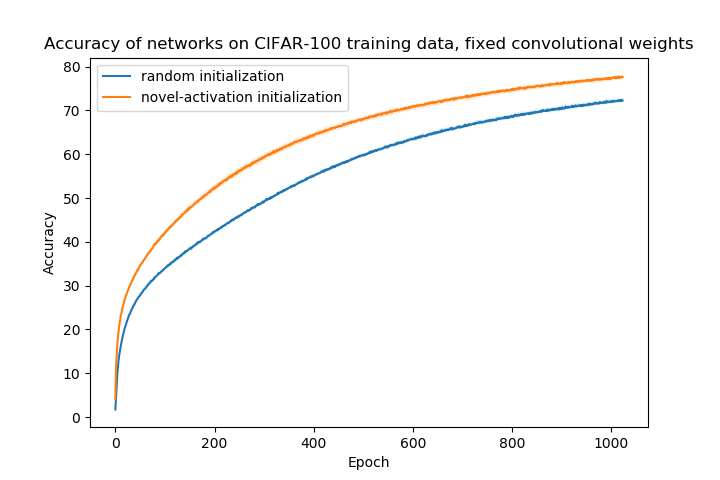 Accuracy of networks on CIFAR-100 training data, fixed convolutional weights
random initialization
novel-activation initialization
80
70
60
50
40
30
20
10
0
Accuracy
0 200 400 600 800 1000
Epoch